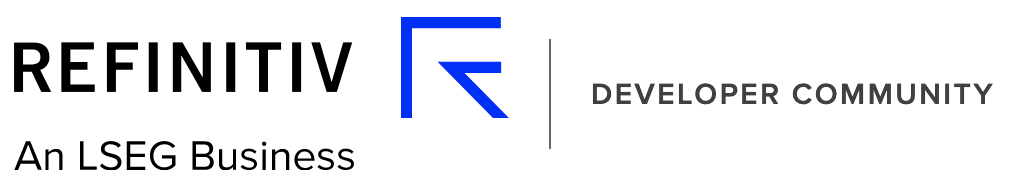 REFINITIV
An LSEG Business
DEVELOPER COMMUNITY